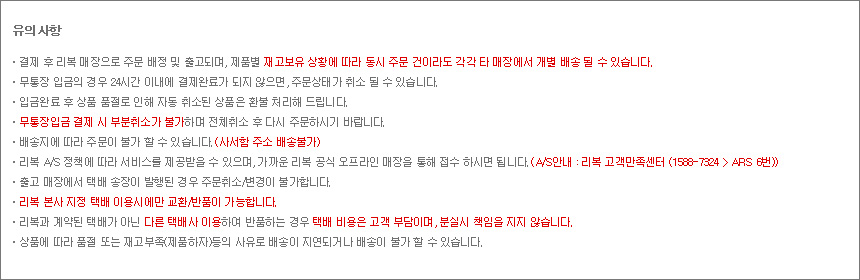 유의 사항
· 결제 후 리복 매장으로 주문 배정 및 출고되며, 제품별 재고보유 상황에 따라 동시 주문 건이라도 각각 타 매장에서 개별 배송 될 수 있습니다.
· 무통장 입금의 경우 24시간 이내에 결제완료가 되지 않으면, 주문상태가 취소 될 수 있습니다.
· 입금완료 후 상품 품절로 인해 자동 취소된 상품은 환불 처리해 드립니다.
· 무통장입금 결제 시 부분취소가 불가하며 전체취소 후 다시 주문하시기 바랍니다.
· 배송지에 따라 주문이 불가 할 수 있습니다. (사서함 주소 배송불가)
· 리복 A/S 정책에 따라 서비스를 제공받을 수 있으며, 가까운 리복 공식 오프라인 매장을 통해 접수 하시면 됩니다. (A/S안내 : 리복 고객만족센터 (1588-7324 > ARS 6번))
· 출고 매장에서 택배 송장이 발행된 경우 주문취소/변경이 불가합니다.
· 리복 본사 지정 택배 이용시에만 교환/반품이 가능합니다.
· 리복과 계약된 택배가 아닌 다른 택배사 이용하여 반품하는 경우 택배 비용은 고객 부담이며, 분실시 책임을 지지 않습니다.
· 상품에 따라 품절 또는 재고부족(제품하자)등의 사유로 배송이 지연되거나 배송이 불가 할 수 있습니다.